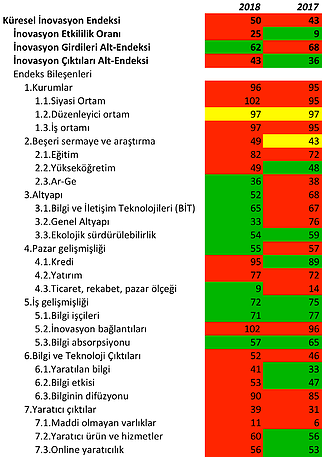 2018 2017
Küresel İnovasyon Endeksi 50 43
İnovasyon Etkililik Oranı 25 9
İnovasyon Girdileri Alt-Endeksi 62 68
İnovasyon Çıktıları Alt-Endeksi 43 36
Endeks Bileşenleri
1.Kurumlar 96 95
1.1.Siyasi Ortam 102 95
1.2.Düzenleyici ortam 97 97
1.3.İş ortamı 97 95
2.Beşeri sermaye ve araştırma 49 43
2.1.Eğitim 82 72
2.2.Yükseköğretim 49 48
2.3.Ar-Ge 36 38
3.Altyapı 52 68
3.1.Bilgi ve İletişim Teknolojileri (BİT) 65 67
3.2.Genel Altyapı 33 76
3.3.Ekolojik sürdürülebilirlik 54 59
4.Pazar gelişmişliği 55 57
4.1.Kredi 95 89
4.2.Yatırım 77 72
4.3.Ticaret, rekabet, pazar ölçeği 9 14
5.İş gelişmişliği 72 75
5.1.Bilgi işçileri 71 77
5.2.İnovasyon bağlantıları 102 96
5.3.Bilgi absorpsiyonu 57 65
6.Bilgi ve Teknoloji Çıktıları 52 46
6.1.Yaratılan bilgi 41 33
6.2.Bilgi etkisi 53 47
6.3.Bilginin difüzyonu 90 85
7.Yaratıcı çıktılar 39 31
7.1.Maddi olmayan varlıklar 11 6
7.2.Yaratıcı ürün ve hizmetler 60 56
7.3.Online yaratıcılık 56 53